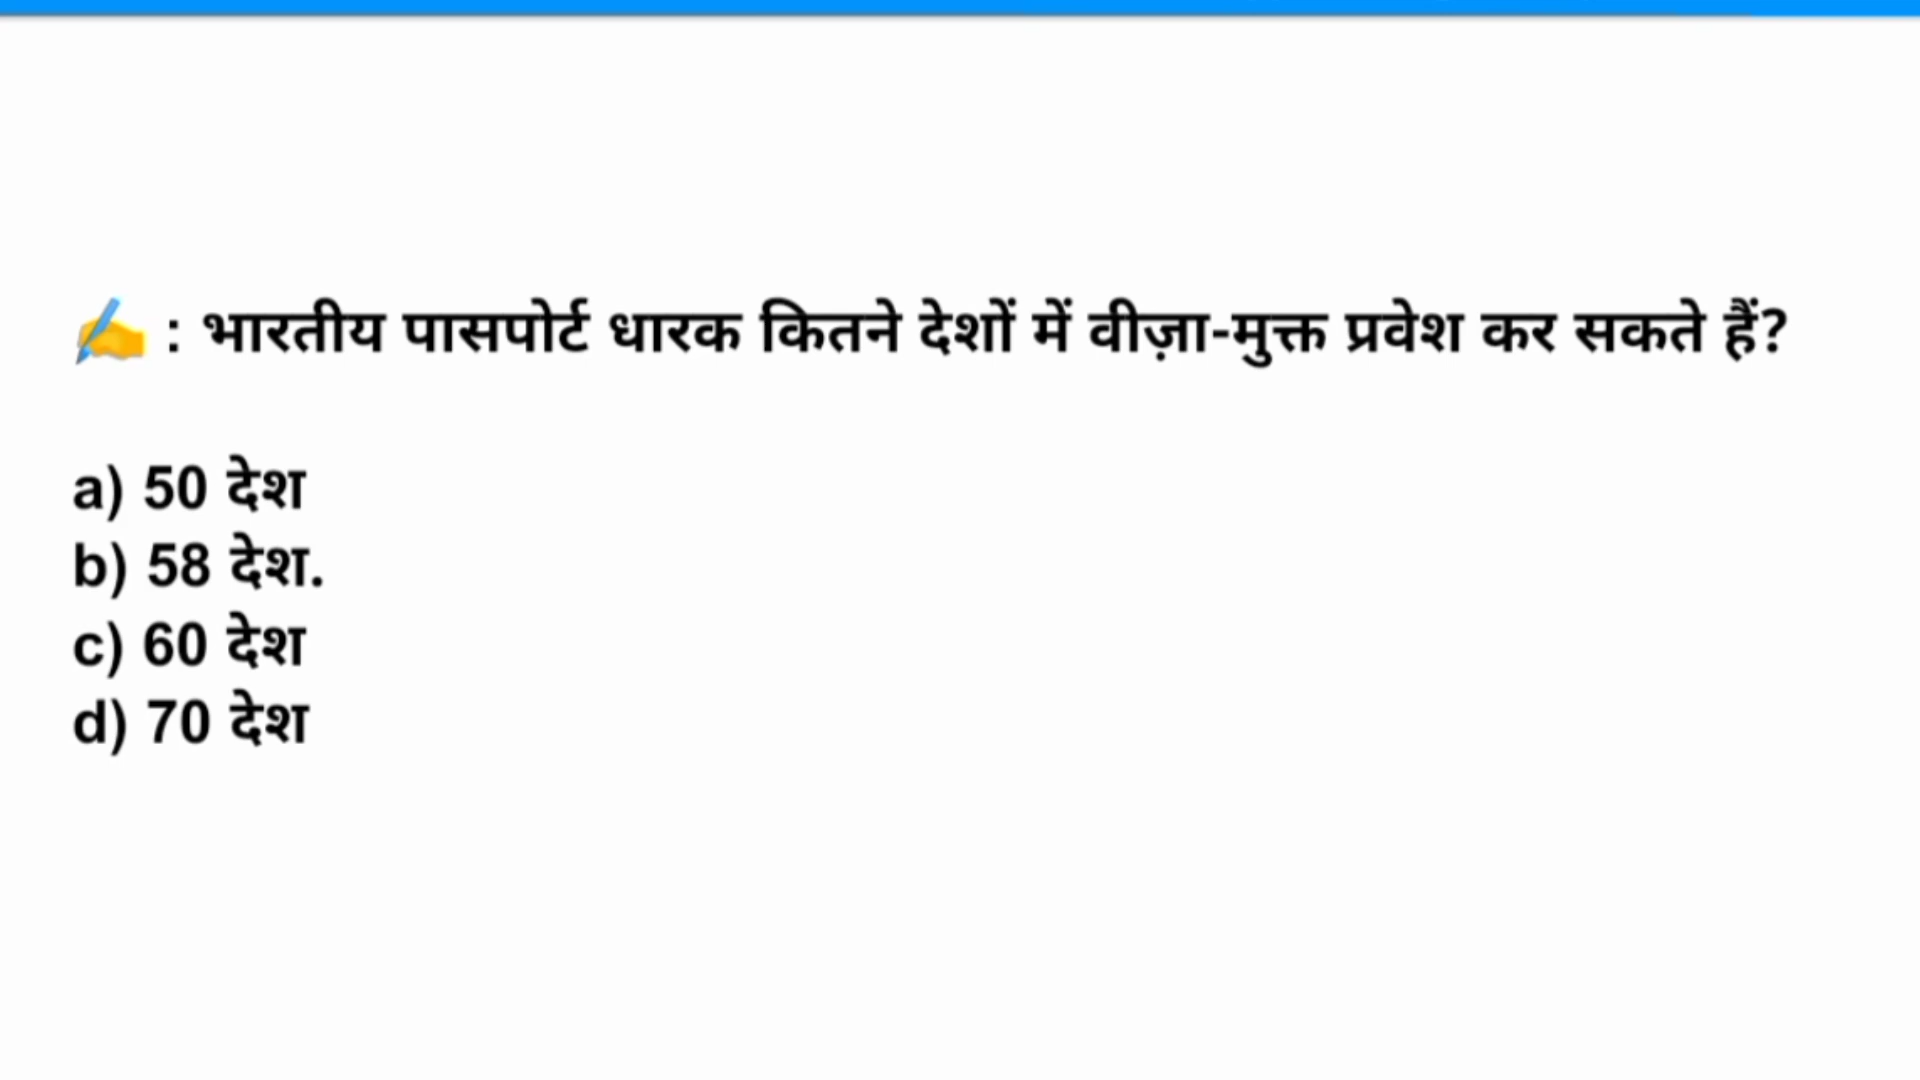 ✍ : भारतीय पासपोर्ट धारक कितने देशों में वीज़ा-मुक्त प्रवेश कर सकते हैं?
a) 50 देश
b) 58 देश.
c) 60 देश
d) 70 देश